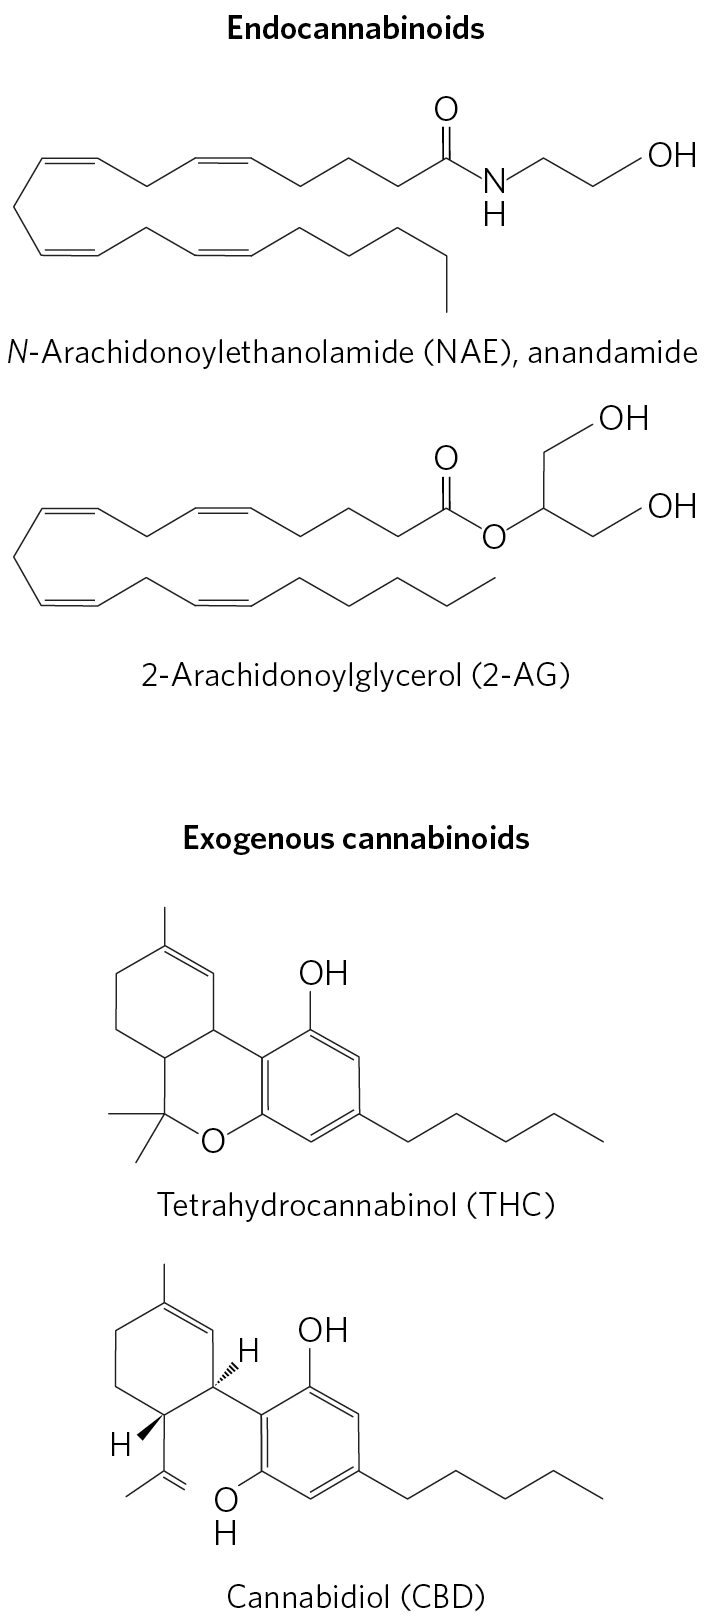 Endocannabinoids
O
OH
N
H
N-Arachidonoylethanolamide (NAE), anandamide
OH
O
OH
O
2-Arachidonoylglycerol (2-AG)
Exogenous cannabinoids
OH
O
Tetrahydrocannabinol (THC)
OH
H
H
O
H
Cannabidiol (CBD)